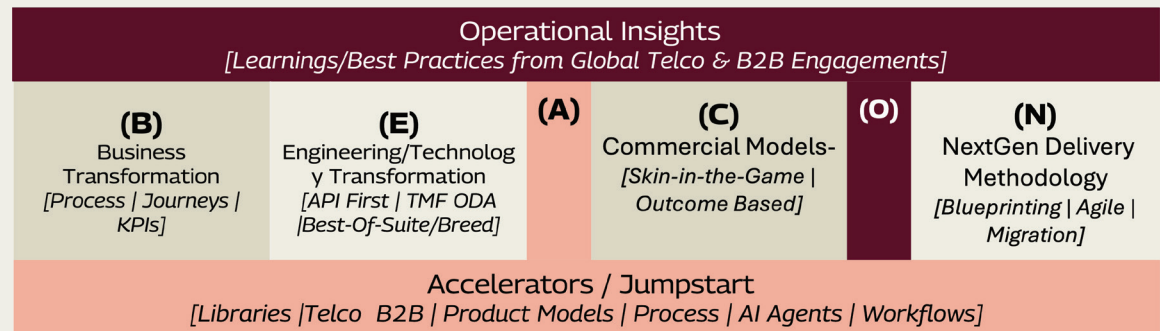 Operational Insights
[Learnings/Best Practices from Global Telco & B2B Engagements]
(B)
Business
Transformation
[Process | Journeys |
KPIs]
(E)
Engineering/Technolog
y Transformation
[API First | TMF ODA
|Best-Of-Suite/Breed]
(A)
(C)
Commercial Models-
[Skin-in-the-Game |
Outcome Based]
(O)
(N)
NextGen Delivery
Methodology
[Blueprinting | Agile |
Migration]
Accelerators / Jumpstart
[Libraries |Telco B2B | Product Models | Process | AI Agents | Workflows]